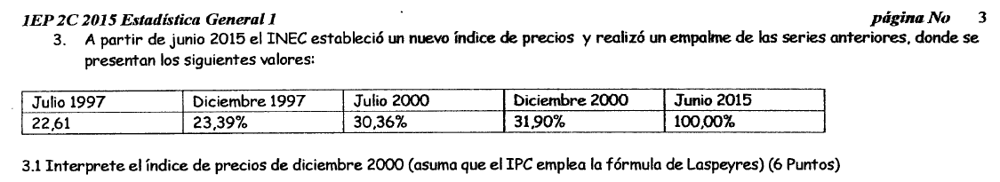 1EP 2C 2015 Estadística General 1 página No 3
3. A partir de junio 2015 el INEC estableció un nuevo índice de precios y realizó un empalme de las series anteriores, donde se
presentan los siguientes valores:
Julio 1997 Diciembre 1997 Julio 2000 Diciembre 2000 Junio 2015
22,61 23,39% 30,36% 31,90% 100,00%
3.1 Interprete el índice de precios de diciembre 2000 (asuma que el IPC emplea la fórmula de Laspeyres) (6 Puntos)